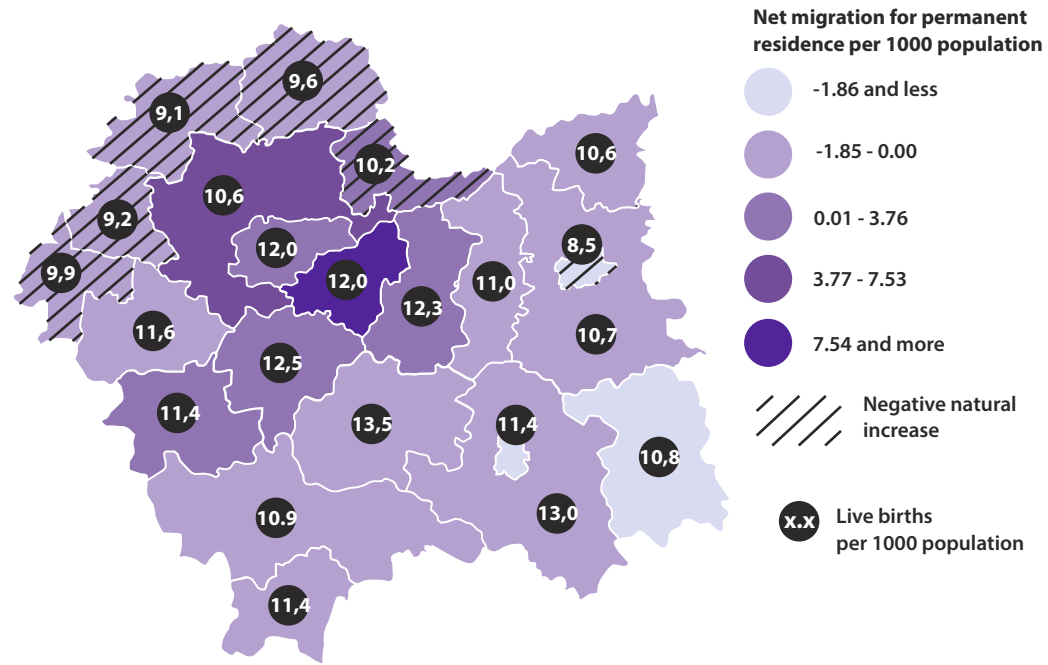 Net migration for permanent
residence per 1000 population
-1.86 and less
-1.85 - 0.00
0.01 - 3.76
3.77 - 7.53
7.54 and more
Negative natural
increase
x.x
Live births
per 1000 population
9,6
9,1
10,2
10,6
10,6
9,2
12,0
8,5
9,9
12,0
11,0
12,3
11,6
10,7
12,5
11,4
13,5
11,4
10,8
10.9
13,0
11,4